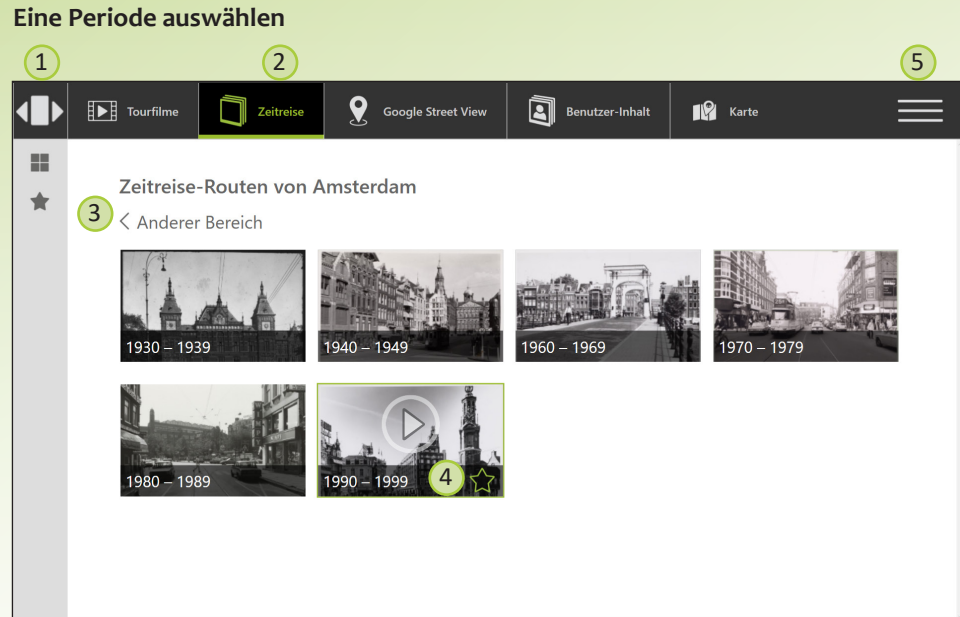 Eine Periode auswählen
1
2
5
Tourfilme
Zeitreise
Google Street View
Benutzer-Inhalt
Karte
Zeitreise-Routen von Amsterdam
3
Anderer Bereich
1930 – 1939
1940 – 1949
1960 – 1969
1970 – 1979
1980 – 1989
1990 – 1999
4